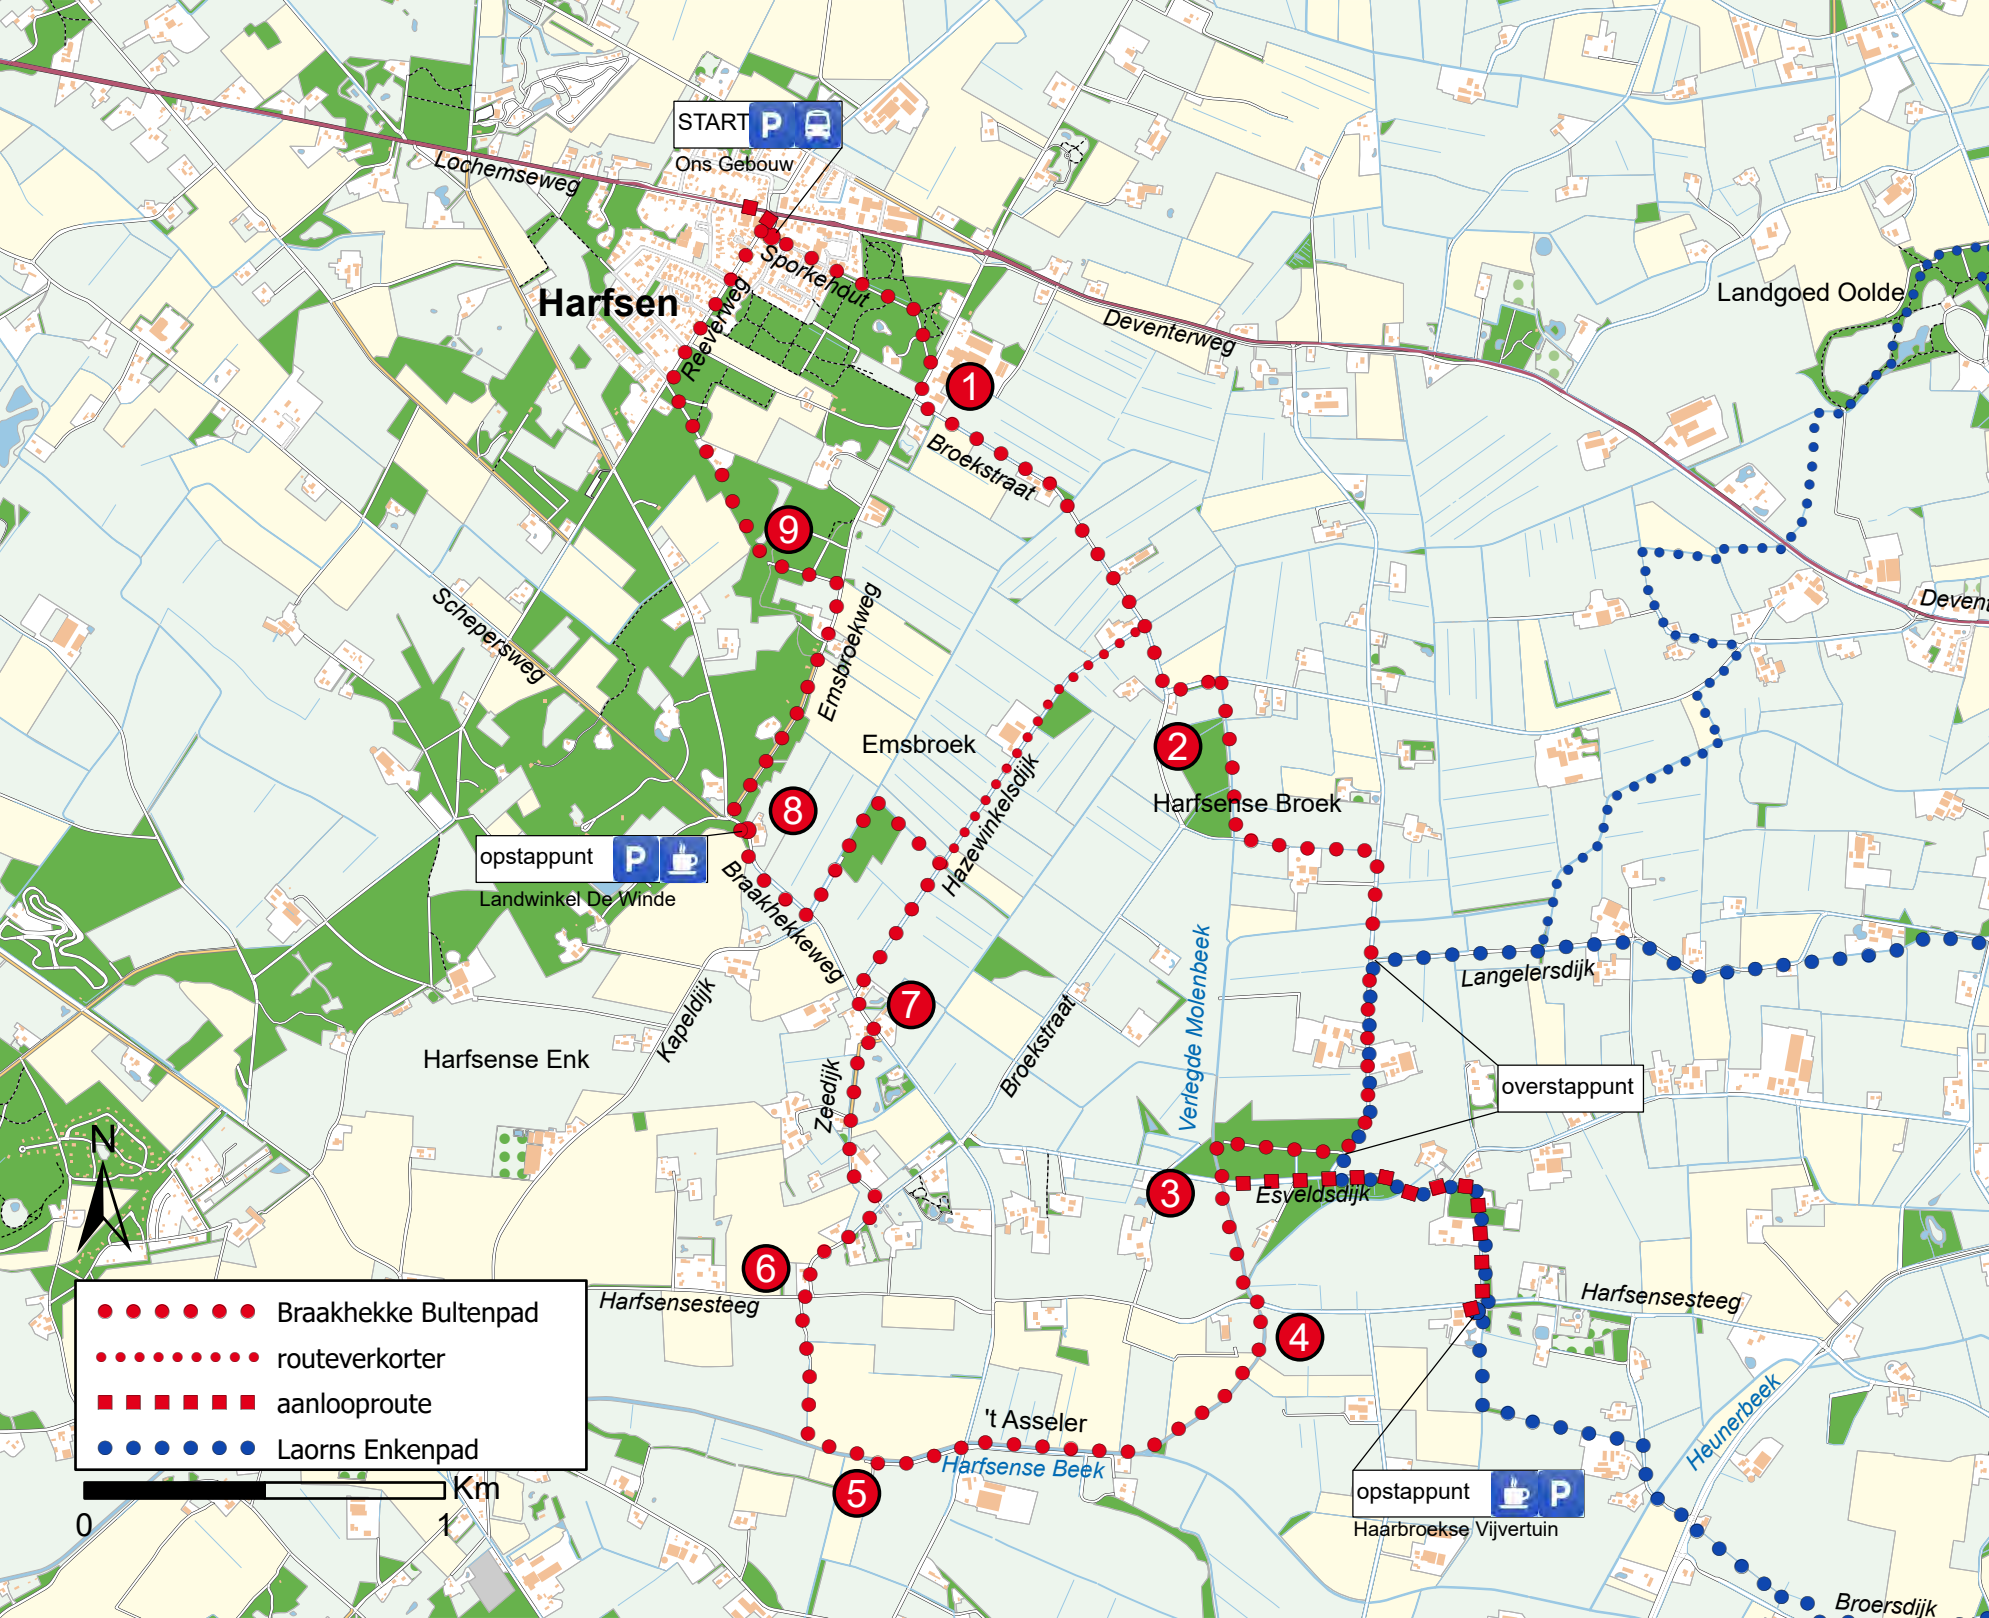 START P
Ons Gebouw
Lochemseweg
Sporkehout
Harfsen
Reeverweg
Landgoed Oolde
Deventerweg
1
Broekstraat
9
Schepersweg
Emsbroekweg
Devent
Emsbroek
2
Hazewinkelsdijk
Harfsense Broek
8
opstappunt P
Landwinkel De Winde
Braakhekkeweg
Langelersdijk
Verlegde Molenbeek
7
Kapeldijk
Broekstraat
Harfsense Enk
Zeedijk
overstappunt
N
3
Esveldsdijk
6
Harfsensesteeg
Harfsensesteeg
4
Braakhekke Bultenpad
routeverkorter
aanlooproute
Laorns Enkenpad
't Asseler
Harfsense Beek
Heunerbeek
5
Km
0 1
opstappunt P
Haarbroekse Vijvertuin
Broersdijk